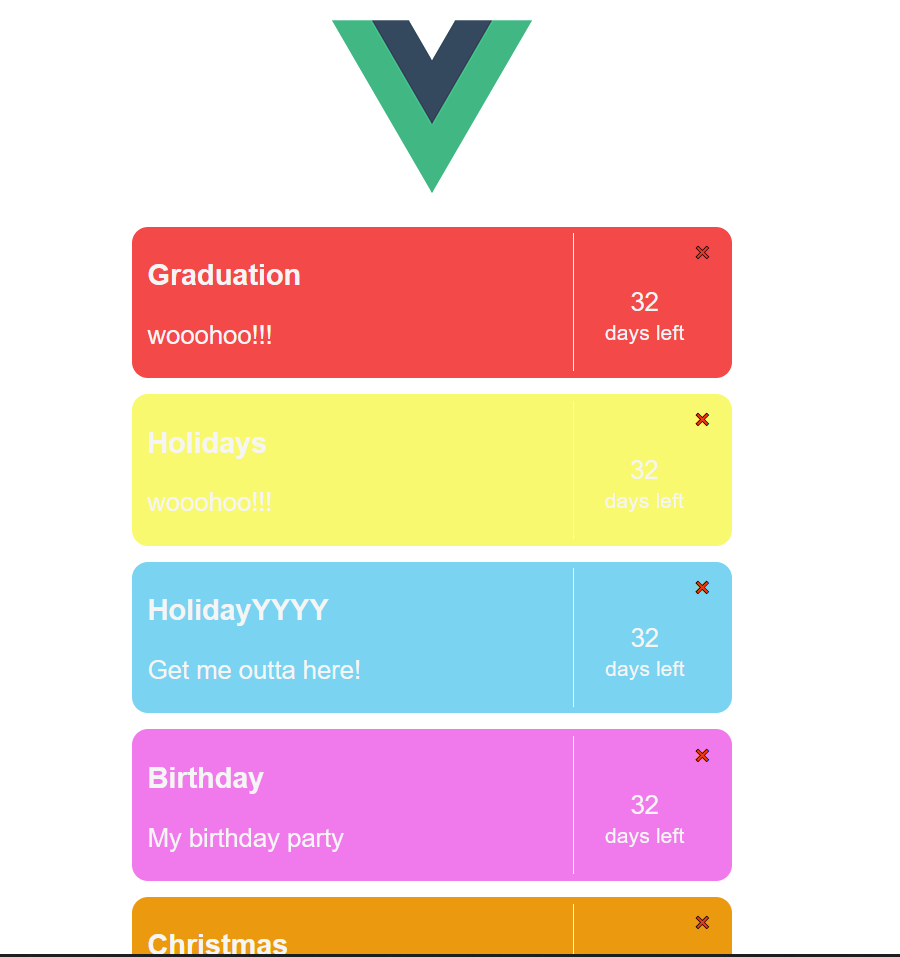 Graduation
wooohoo!!!
32
days left
Holidays
wooohoo!!!
32
days left
HolidayYYYY
Get me outta here!
32
days left
Birthday
My birthday party
32
days left
Christmas